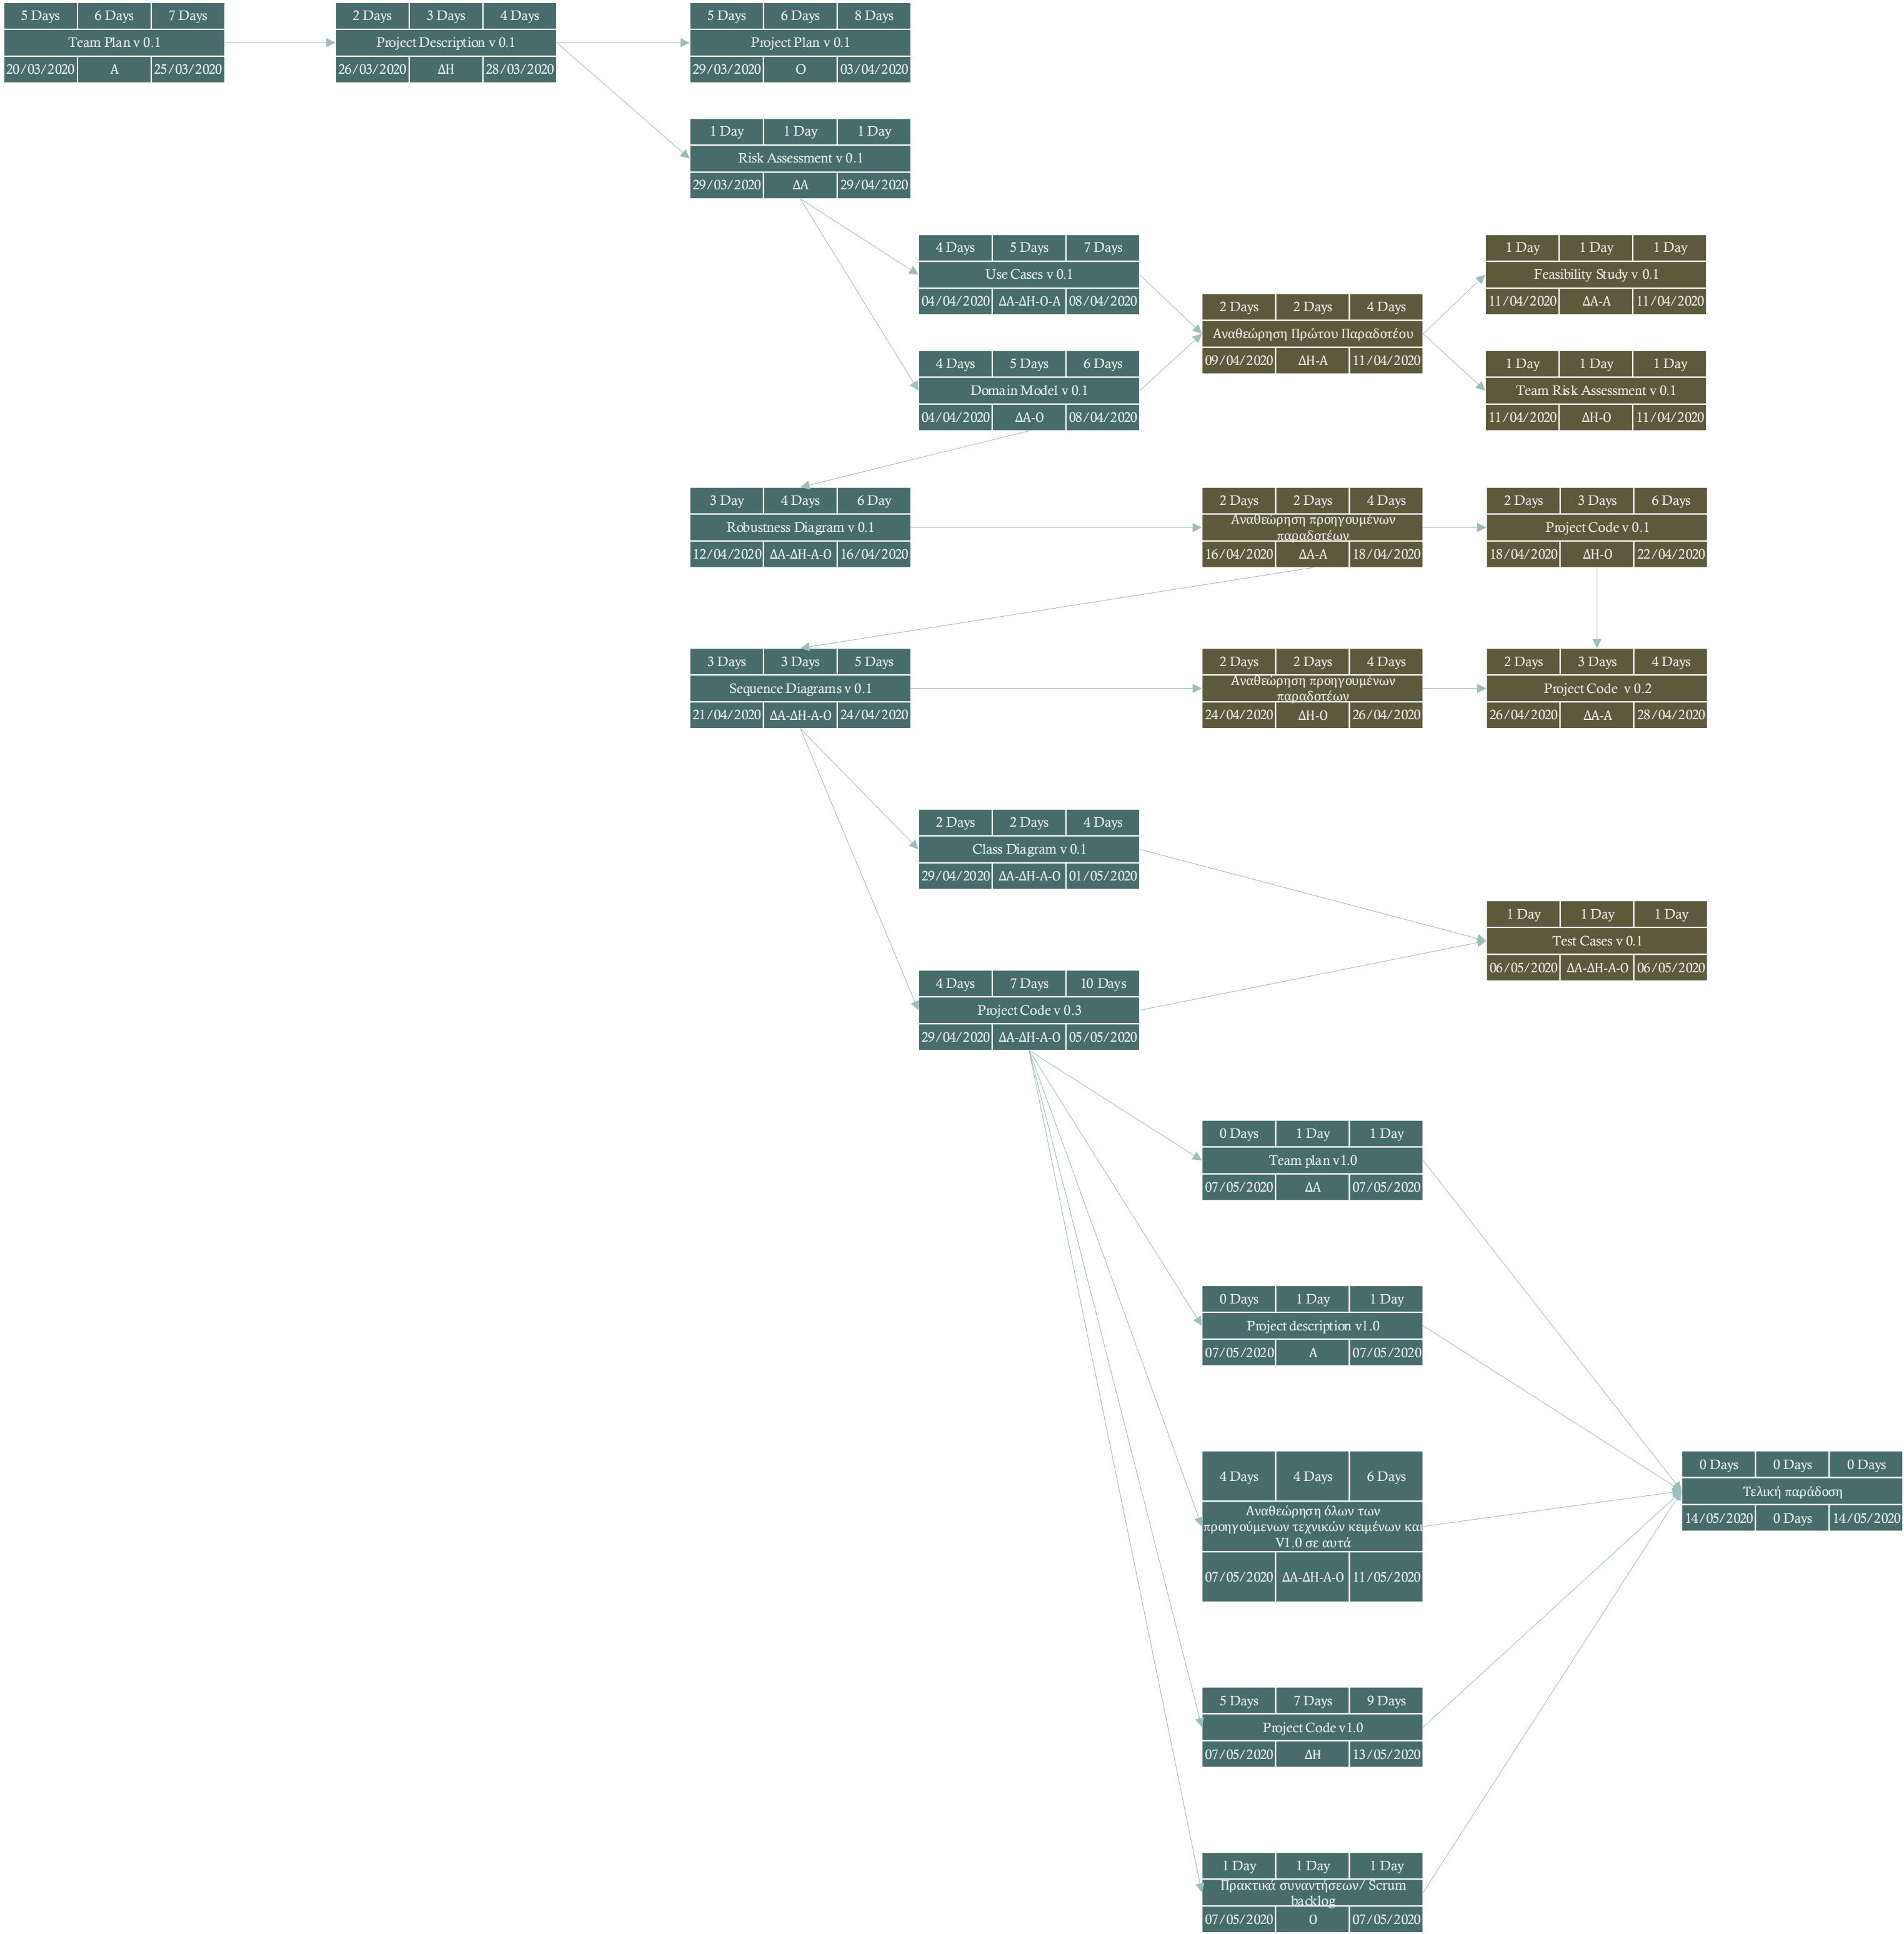 5 Days 6 Days 7 Days
Team Plan v 0.1
20/03/2020 Α 25/03/2020
2 Days 3 Days 4 Days
Project Description v 0.1
26/03/2020 ΔΗ 28/03/2020
5 Days 6 Days 8 Days
Project Plan v 0.1
29/03/2020 Ο 03/04/2020
1 Day 1 Day 1 Day
Risk Assessment v 0.1
29/03/2020 ΔΑ 29/04/2020
4 Days 5 Days 7 Days
Use Cases v 0.1
04/04/2020 ΔΑ-ΔΗ-Ο-Α 08/04/2020
4 Days 5 Days 6 Days
Domain Model v 0.1
04/04/2020 ΔΑ-Ο 08/04/2020
2 Days 2 Days 4 Days
Αναθεώρηση Πρώτου Παραδοτέου
09/04/2020 ΔΗ-Α 11/04/2020
1 Day 1 Day 1 Day
Feasibility Study v 0.1
11/04/2020 ΔΑ-Α 11/04/2020
1 Day 1 Day 1 Day
Team Risk Assessment v 0.1
11/04/2020 ΔΗ-Ο 11/04/2020
3 Day 4 Days 6 Day
Robustness Diagram v 0.1
12/04/2020 ΔΑ-ΔΗ-Α-Ο 16/04/2020
2 Days 2 Days 4 Days
Αναθεώρηση προηγουμένων
παραδοτέων
16/04/2020 ΔΑ-Α 18/04/2020
2 Days 3 Days 6 Days
Project Code v 0.1
18/04/2020 ΔΗ-Ο 22/04/2020
3 Days 3 Days 5 Days
Sequence Diagrams v 0.1
21/04/2020 ΔΑ-ΔΗ-Α-Ο 24/04/2020
2 Days 2 Days 4 Days
Αναθεώρηση προηγουμένων
παραδοτέων
24/04/2020 ΔΗ-Ο 26/04/2020
2 Days 3 Days 4 Days
Project Code v 0.2
26/04/2020 ΔΑ-Α 28/04/2020
2 Days 2 Days 4 Days
Class Diagram v 0.1
29/04/2020 ΔΑ-ΔΗ-Α-Ο 01/05/2020
1 Day 1 Day 1 Day
Test Cases v 0.1
06/05/2020 ΔΑ-ΔΗ-Α-Ο 06/05/2020
4 Days 7 Days 10 Days
Project Code v 0.3
29/04/2020 ΔΑ-ΔΗ-Α-Ο 05/05/2020
0 Days 1 Day 1 Day
Team plan v1.0
07/05/2020 ΔΑ 07/05/2020
0 Days 1 Day 1 Day
Project description v1.0
07/05/2020 Α 07/05/2020
4 Days 4 Days 6 Days
Αναθεώρηση όλων των
προηγούμενων τεχνικών κειμένων και
V1.0 σε αυτά
07/05/2020 ΔΑ-ΔΗ-Α-Ο 11/05/2020
0 Days 0 Days 0 Days
Τελική παράδοση
14/05/2020 0 Days 14/05/2020
5 Days 7 Days 9 Days
Project Code v1.0
07/05/2020 ΔΗ 13/05/2020
1 Day 1 Day 1 Day
Πρακτικά συναντήσεων/ Scrum
backlog
07/05/2020 Ο 07/05/2020